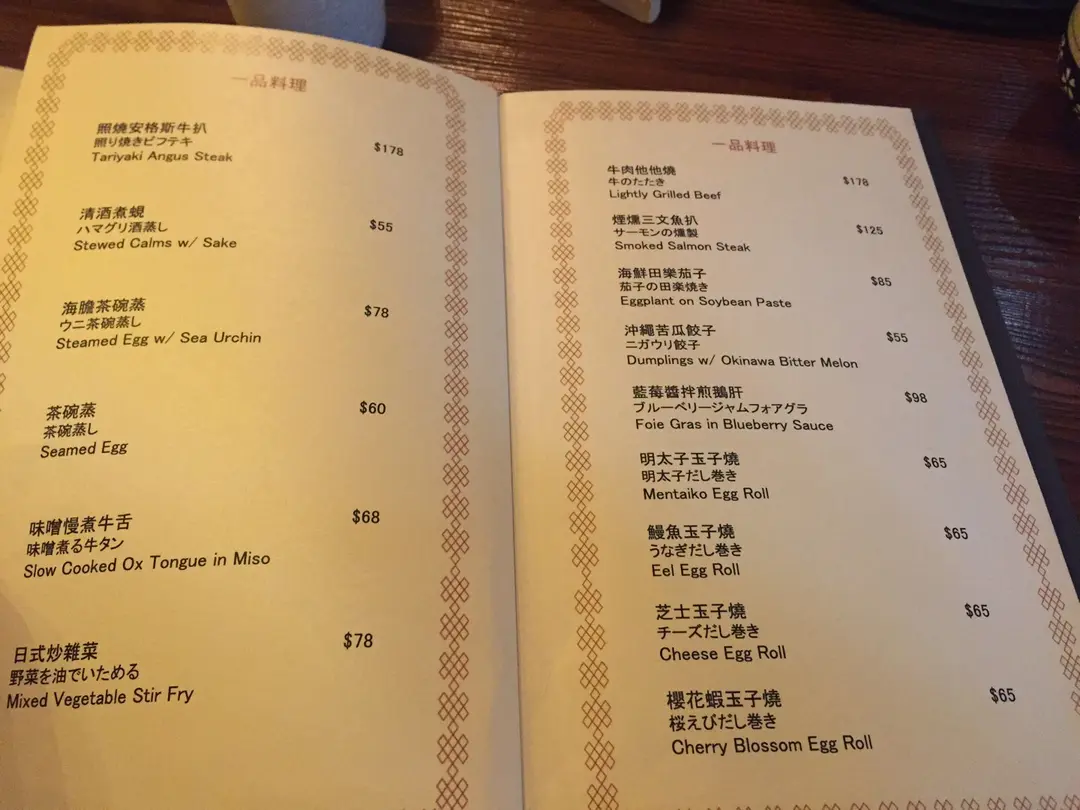 一品料理
照燒安格斯牛扒
照り焼きビフテキ
Tariyaki Angus Steak
$178
清酒煮蜆
ハマグリ酒蒸し
Stewed Calms w/ Sake
$55
海膽茶碗蒸
ウニ茶碗蒸し
Steamed Egg w/ Sea Urchin
$78
茶碗蒸
茶碗蒸し
Seamed Egg
$60
味噌慢煮牛舌
味噌煮る牛タン
Slow Cooked Ox Tongue in Miso
$68
日式炒雜菜
野菜を油でいためる
Mixed Vegetable Stir Fry
$78
一品料理
牛肉他他燒
牛のたたき
Lightly Grilled Beef
$178
煙燻三文魚扒
サーモンの燻製
Smoked Salmon Steak
$125
海鮮田樂茄子
茄子の田楽焼き
Eggplant on Soybean Paste
$85
沖繩苦瓜餃子
ニガウリ餃子
Dumplings w/ Okinawa Bitter Melon
$55
藍莓醬拌煎鵝肝
ブルーベリージャムフォアグラ
Foie Gras in Blueberry Sauce
$98
明太子玉子燒
明太子だし巻き
Mentaiko Egg Roll
$65
鰻魚玉子燒
うなぎだし巻き
Eel Egg Roll
$65
芝士玉子燒
チーズだし巻き
Cheese Egg Roll
$65
櫻花蝦玉子燒
桜えびだし巻き
Cherry Blossom Egg Roll
$65